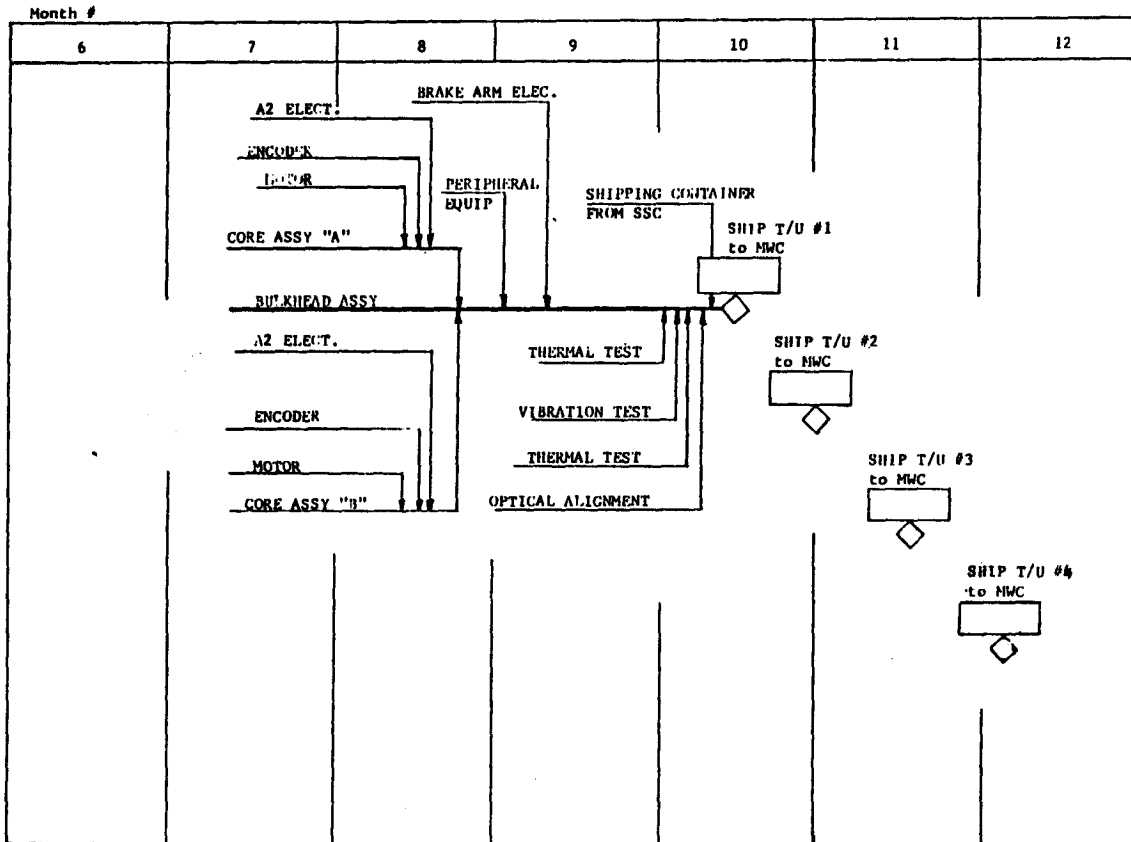 Month #
6 7 8 9 10 11 12
BRAKE ARM ELEC.
A2 ELECT.
ENCODER
MOTOR
PERIPHERAL
EQUIP
SHIPPING CONTAINER
FROM SSC
CORE ASSY "A"
SHIP T/U #1
to MWC
BULKHEAD ASSY
A2 ELECT.
THERMAL TEST
SHIP T/U #2
to MWC
ENCODER
VIBRATION TEST
MOTOR
THERMAL TEST
SHIP T/U #3
to MWC
CORE ASSY "B"
OPTICAL ALIGNMENT
SHIP T/U #4
to MWC